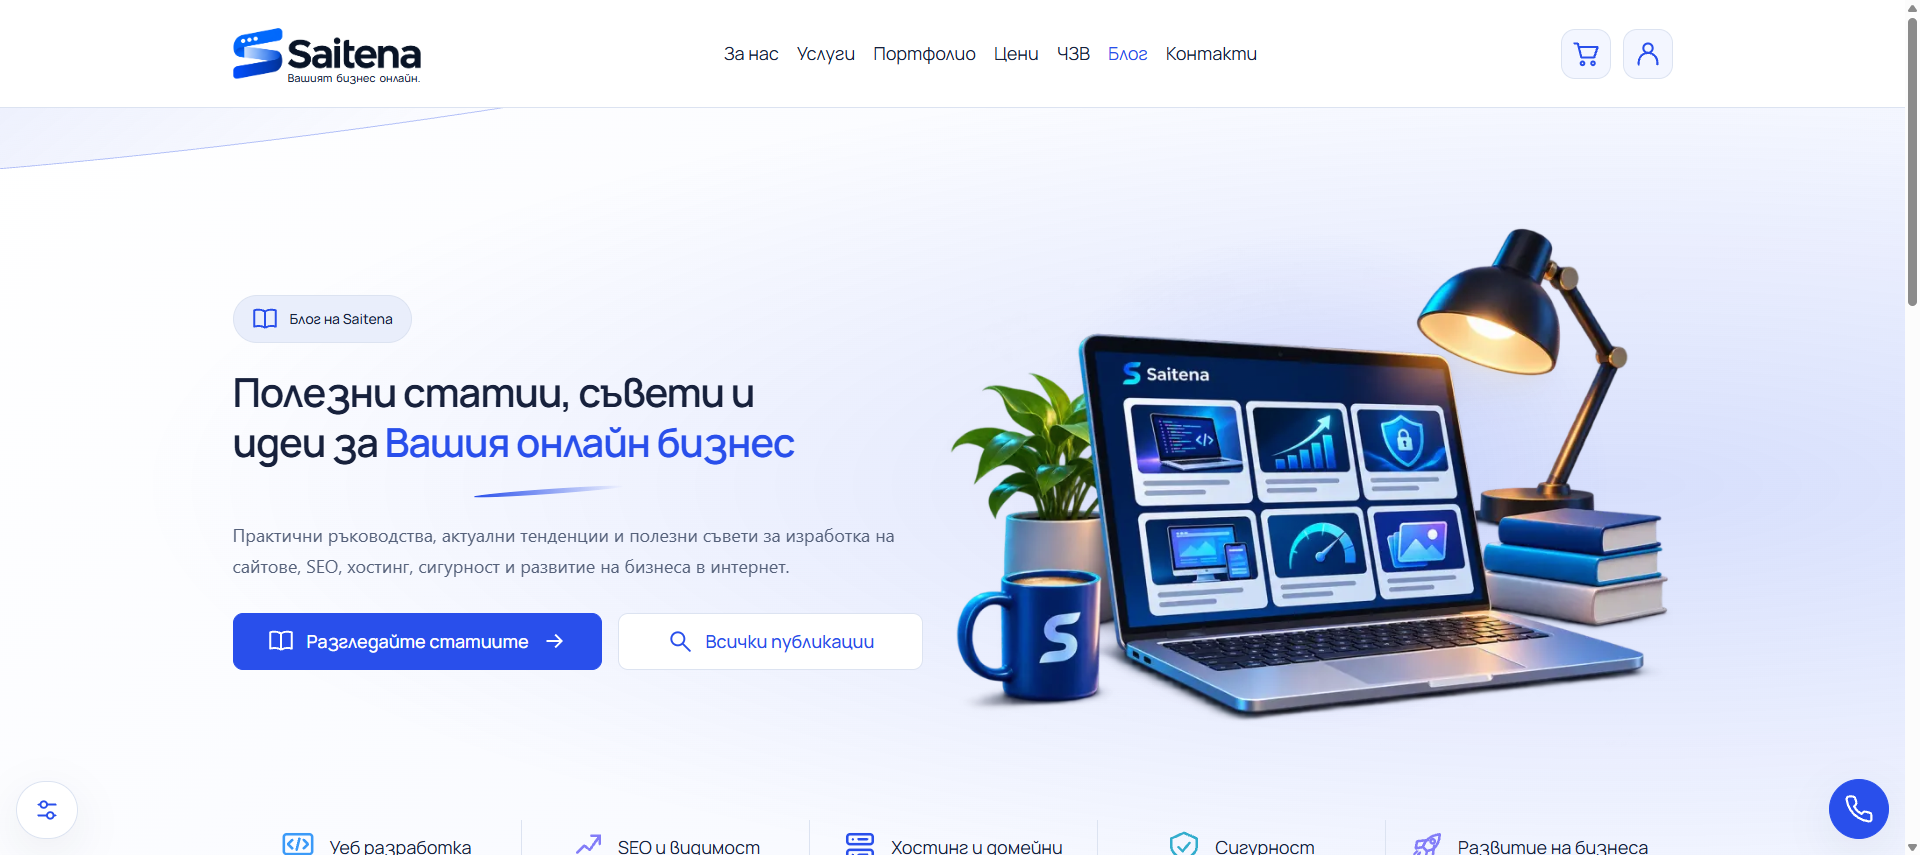 Saitena
Вашият бизнес онлайн.
За нас Услуги Портфолио Цени ЧЗВ Блог Контакти
Блог на Saitena
Полезни статии, съвети и
идеи за Вашия онлайн бизнес
Практични ръководства, актуални тенденции и полезни съвети за изработка на
сайтове, SEO, хостинг, сигурност и развитие на бизнеса в интернет.
Разгледайте статиите
Всички публикации
Saitena
Уеб разработка
SEO и видимост
Хостинг и домейни
Сигурност
Развитие на бизнеса